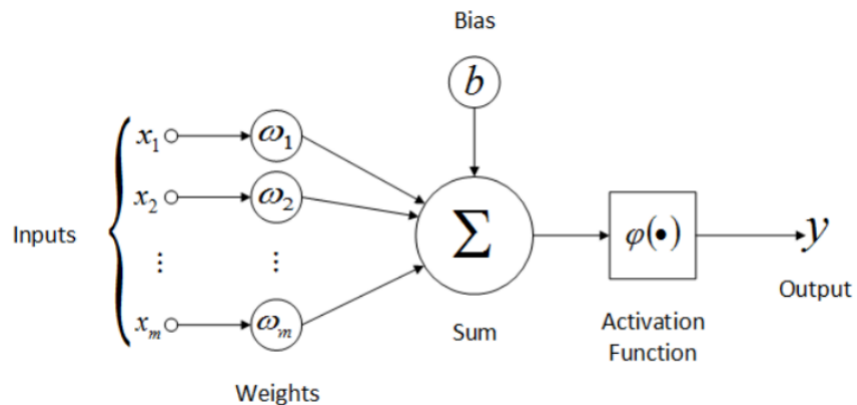 Bias
b
x₁ ω₁
x₂ ω₂
Inputs
⋮ ⋮
Σ
φ(•)
y
Output
xₘ ωₘ
Sum
Activation
Function
Weights